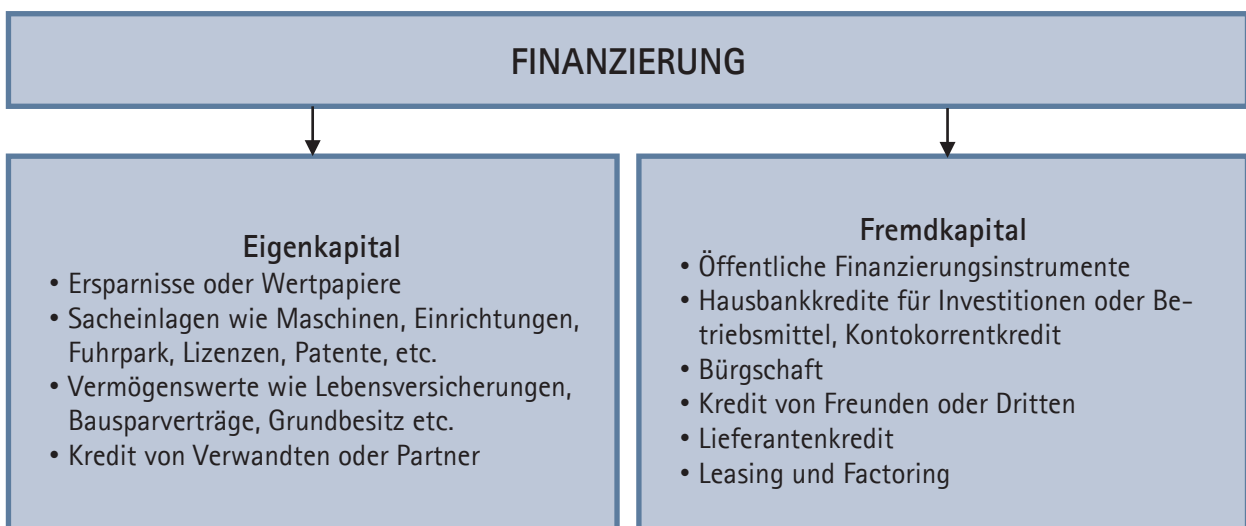 FINANZIERUNG
Eigenkapital
• Ersparnisse oder Wertpapiere
• Sacheinlagen wie Maschinen, Einrichtungen,
Fuhrpark, Lizenzen, Patente, etc.
• Vermögenswerte wie Lebensversicherungen,
Bausparverträge, Grundbesitz etc.
• Kredit von Verwandten oder Partner
Fremdkapital
• Öffentliche Finanzierungsinstrumente
• Hausbankkredite für Investitionen oder Be-
triebsmittel, Kontokorrentkredit
• Bürgschaft
• Kredit von Freunden oder Dritten
• Lieferantenkredit
• Leasing und Factoring